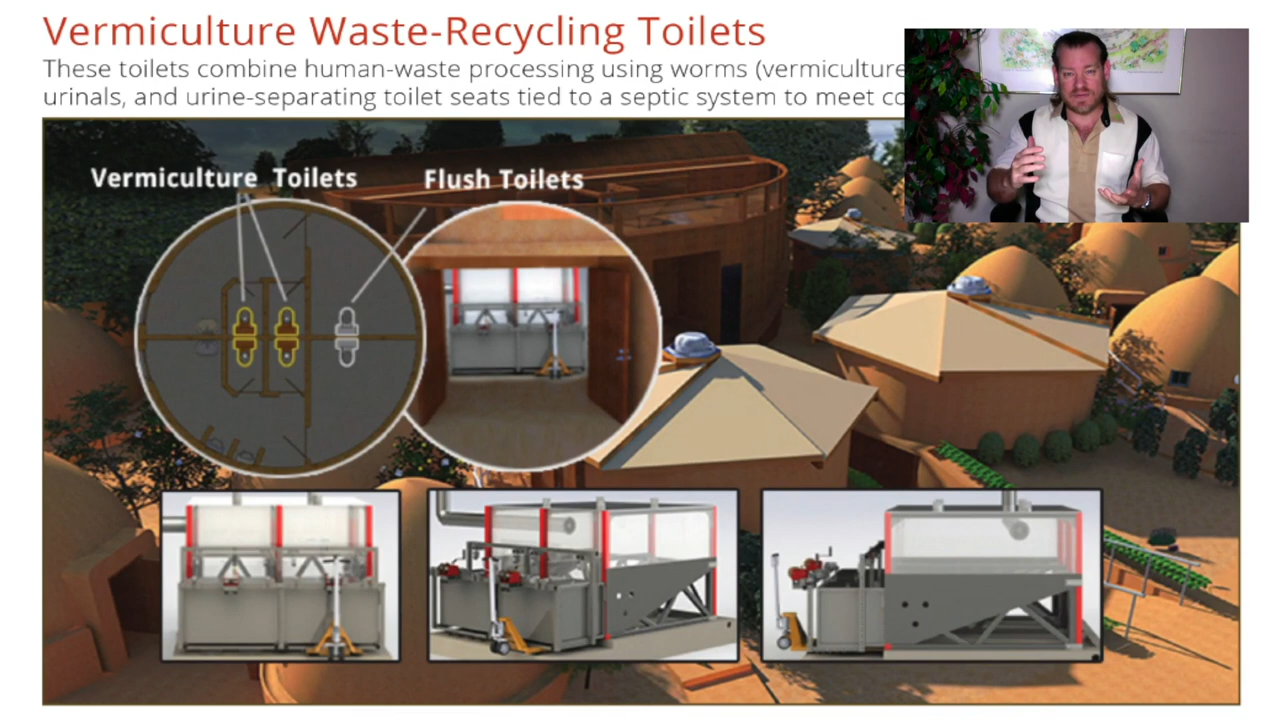 Vermiculture Waste-Recycling Toilets
These toilets combine human-waste processing using worms (vermiculture
urinals, and urine-separating toilet seats tied to a septic system to meet co
Vermiculture Toilets
Flush Toilets